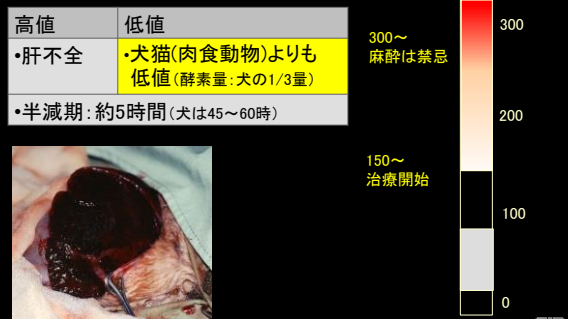 高値
低値
•肝不全
•犬猫(肉食動物)よりも
低値(酵素量：犬の1/3量)
•半減期：約5時間(犬は45～60時)
300～
麻酔は禁忌
150～
治療開始
300
200
100
0